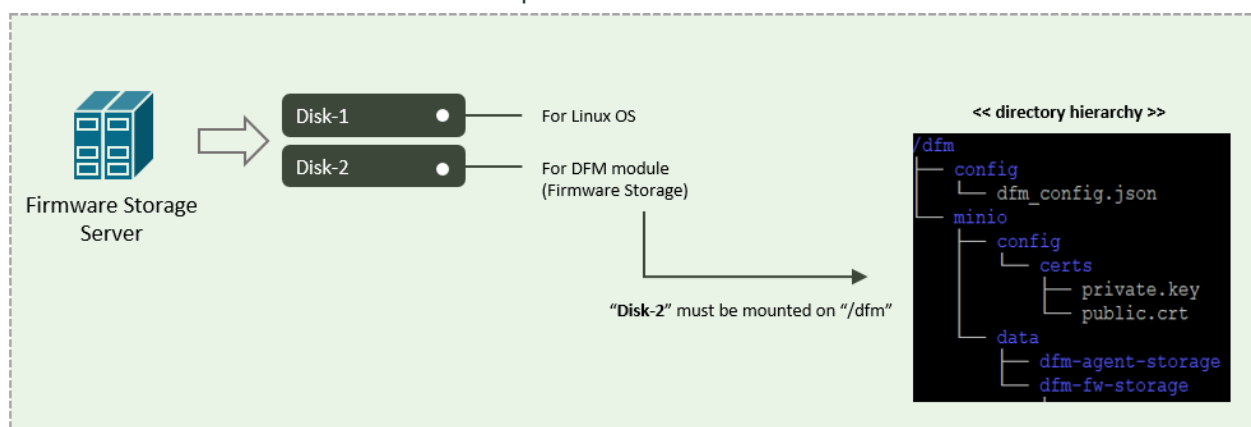 Firmware Storage
Server
Disk-1
Disk-2
For Linux OS
For DFM module
(Firmware Storage)
“Disk-2” must be mounted on “/dfm”
<< directory hierarchy >>
/dfm
config
dfm_config.json
minio
config
certs
private.key
public.crt
data
dfm-agent-storage
dfm-fw-storage